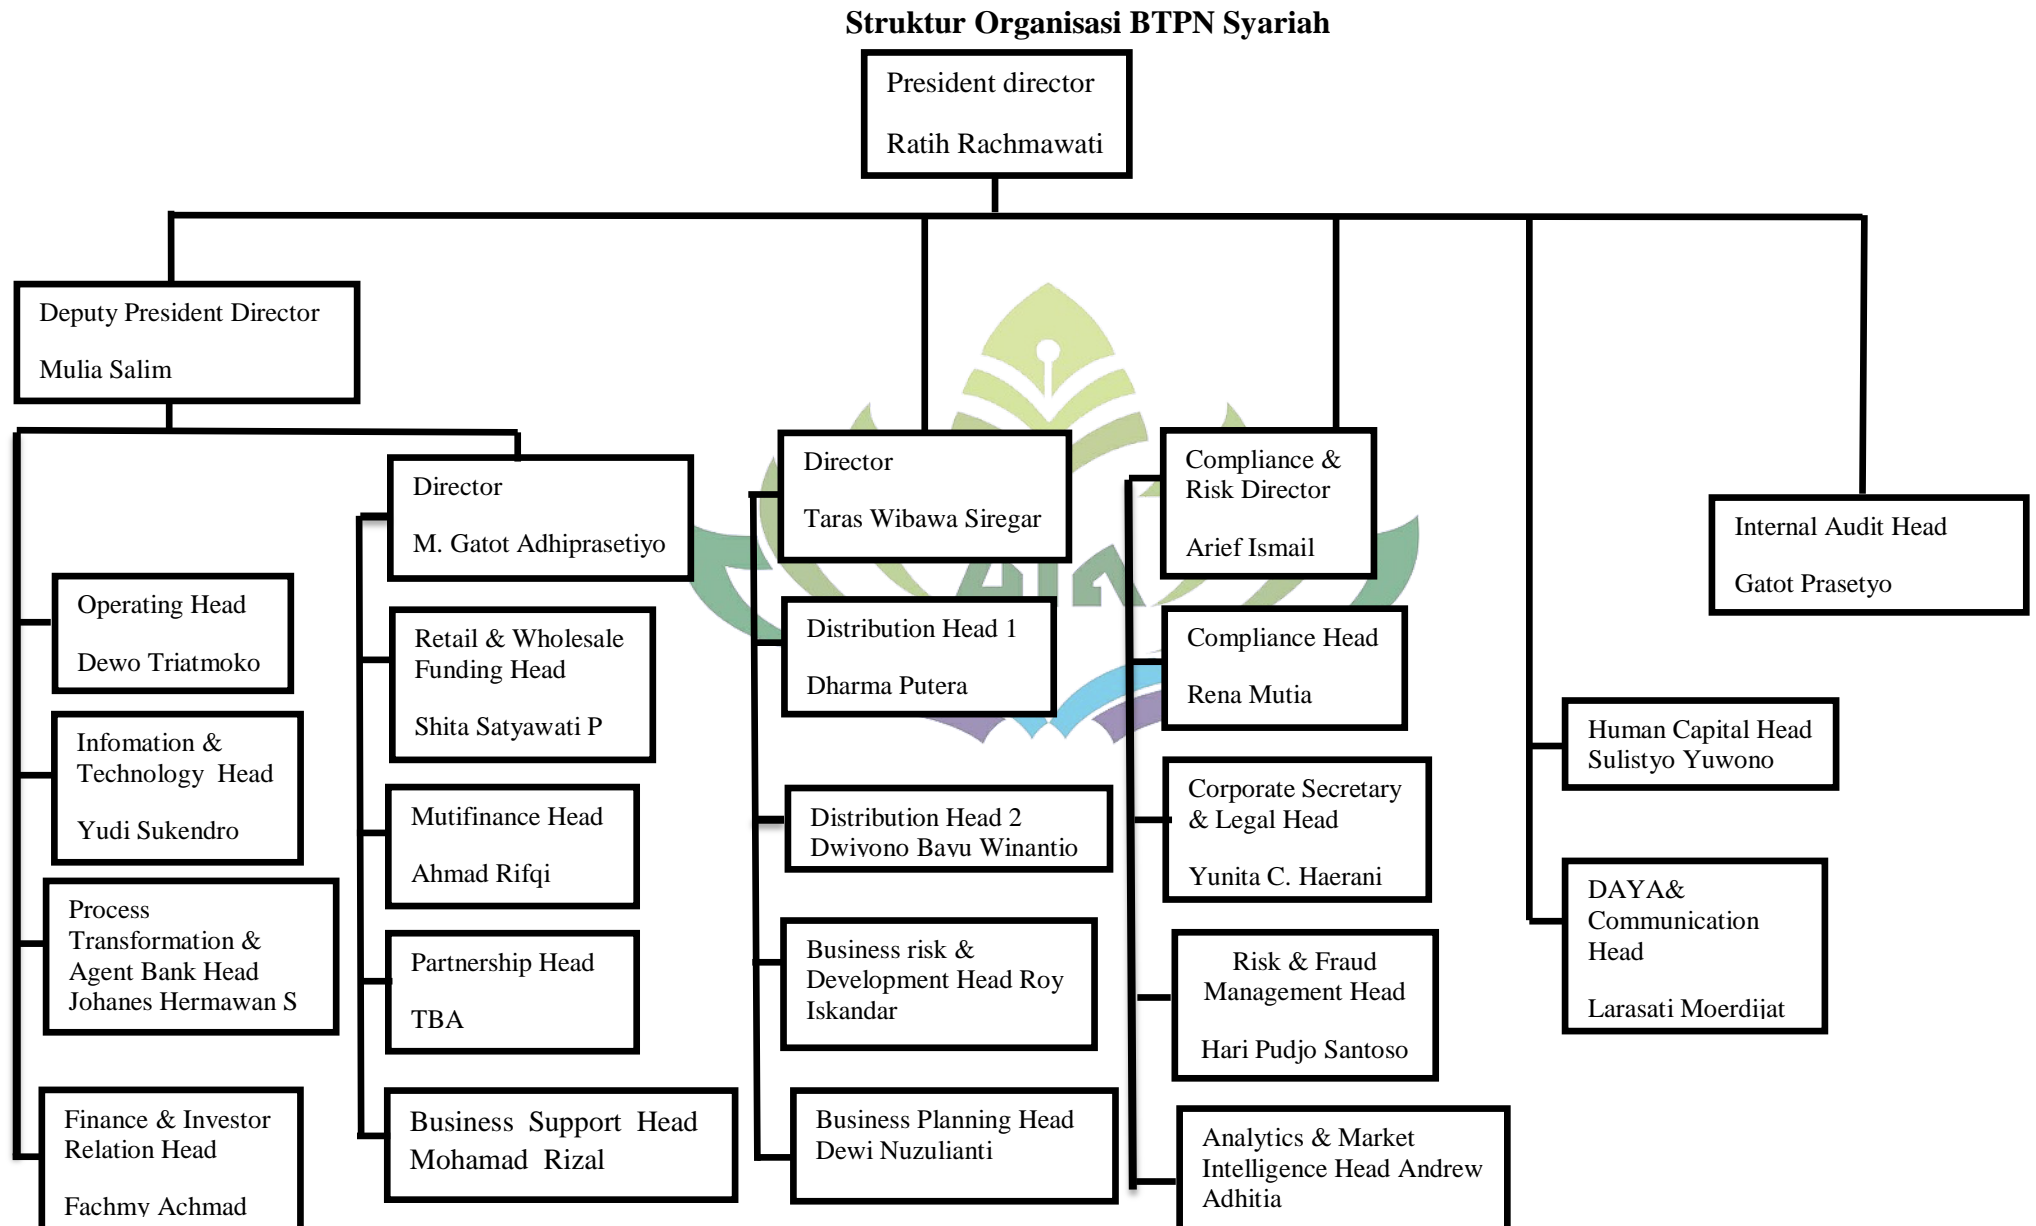 Struktur Organisasi BTPN Syariah
President director
Ratih Rachmawati
Deputy President Director
Mulia Salim
Operating Head
Dewo Triatmoko
Infomation &
Technology Head
Yudi Sukendro
Process
Transformation &
Agent Bank Head
Johanes Hermawan S
Finance & Investor
Relation Head
Fachmy Achmad
Director
M. Gatot Adhiprasetiyo
Retail & Wholesale
Funding Head
Shita Satyawati P
Mutifinance Head
Ahmad Rifqi
Partnership Head
TBA
Business Support Head
Mohamad Rizal
Director
Taras Wibawa Siregar
Distribution Head 1
Dharma Putera
Distribution Head 2
Dwiyono Bayu Winantio
Business risk &
Development Head Roy
Iskandar
Business Planning Head
Dewi Nuzulianti
Compliance &
Risk Director
Arief Ismail
Compliance Head
Rena Mutia
Corporate Secretary
& Legal Head
Yunita C. Haerani
Risk & Fraud
Management Head
Hari Pudjo Santoso
Analytics & Market
Intelligence Head Andrew
Adhitia
Human Capital Head
Sulistyo Yuwono
DAYA&
Communication
Head
Larasati Moerdijat
Internal Audit Head
Gatot Prasetyo